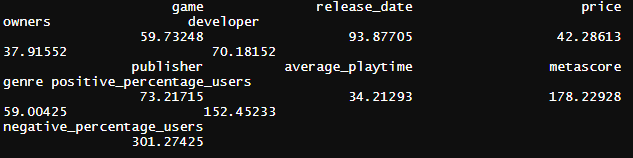 game release_date price
owners developer
59.73248 93.87705 42.28613
37.91552 70.18152
publisher average_playtime metascore
genre positive_percentage_users
73.21715 34.21293 178.22928
59.00425 152.45233
negative_percentage_users
301.27425